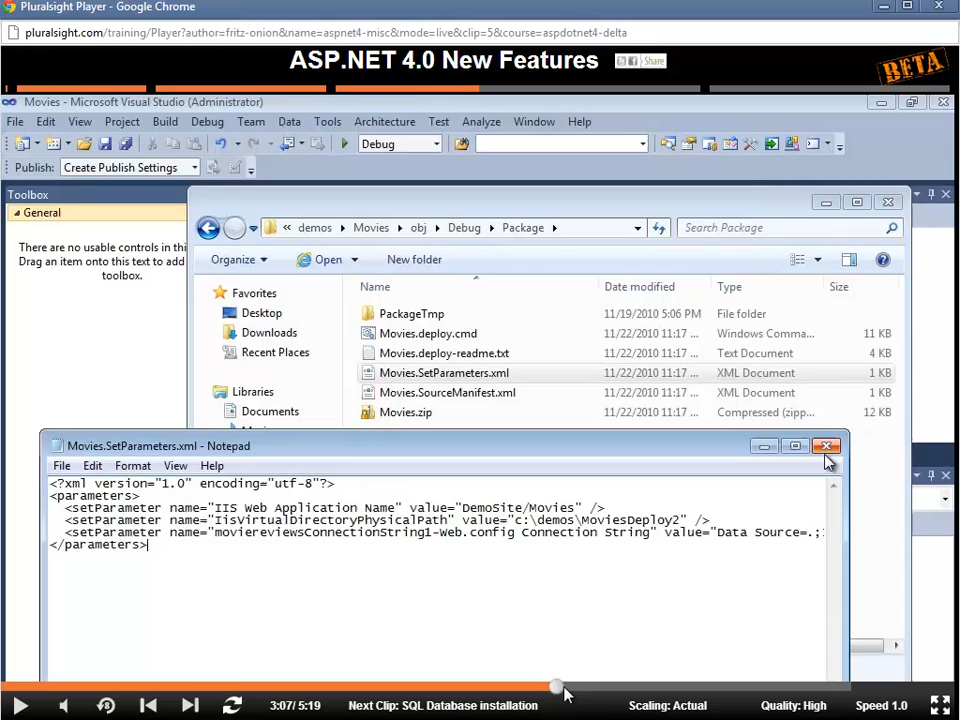 Pluralsight Player - Google Chrome
pluralsight.com/training/Player?author=fritz-onion&name=aspnet4-misc&mode=live&clip=5&course=aspdotnet4-delta
ASP.NET 4.0 New Features
Share
BETA
Movies - Microsoft Visual Studio (Administrator)
File Edit View Project Build Debug Team Data Tools Architecture Test Analyze Window Help
Debug
Publish: Create Publish Settings
Toolbox
General
There are no usable controls in thi
Drag an item onto this text to add
toolbox.
« demos Movies obj Debug Package
Search Package
Organize Open New folder
Name Date modified Type Size
Favorites
Desktop
Downloads
Recent Places
Libraries
Documents
PackageTmp 11/19/2010 5:06 PM File folder
Movies.deploy.cmd 11/22/2010 11:17 ... Windows Comma... 11 KB
Movies.deploy-readme.txt 11/22/2010 11:17 ... Text Document 4 KB
Movies.SetParameters.xml 11/22/2010 11:17 ... XML Document 1 KB
Movies.SourceManifest.xml 11/22/2010 11:17 ... XML Document 1 KB
Movies.zip 11/22/2010 11:17 ... Compressed (zipp... 12 KB
Movies.SetParameters.xml - Notepad
File Edit Format View Help
<?xml version="1.0" encoding="utf-8"?>
<parameters>
<setParameter name="IIS Web Application Name" value="DemoSite/Movies" />
<setParameter name="IisVirtualDirectoryPhysicalPath" value="c:\demos\MoviesDeploy2" />
<setParameter name="moviereviewsConnectionString1-Web.config Connection String" value="Data Source=.;
</parameters>
3:07/ 5:19 Next Clip: SQL Database installation Scaling: Actual Quality: High Speed 1.0